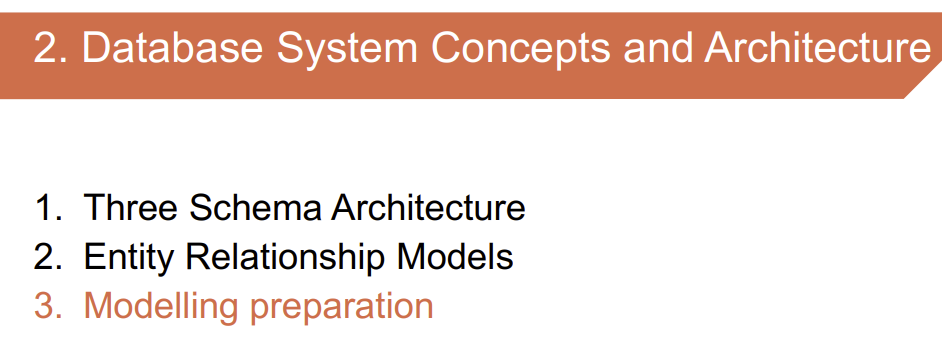 2. Database System Concepts and Architecture
1. Three Schema Architecture
2. Entity Relationship Models
3. Modelling preparation